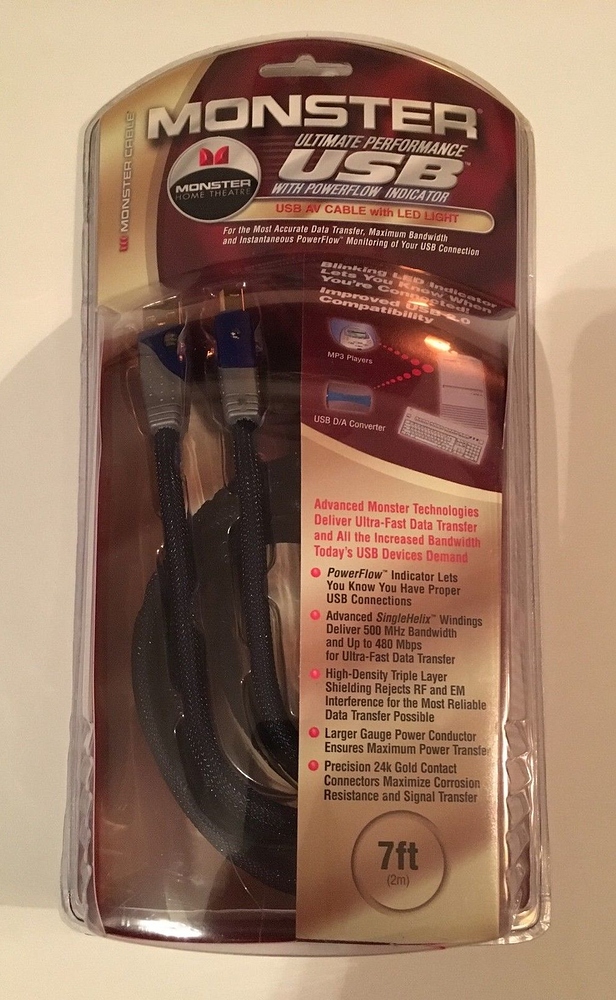 MONSTER CABLE®
MONSTER®
ULTIMATE PERFORMANCE
USB™
WITH POWERFLOW INDICATOR
MONSTER
HOME THEATRE
USB AV CABLE with LED LIGHT
For the Most Accurate Data Transfer, Maximum Bandwidth
and Instantaneous PowerFlow™ Monitoring of Your USB Connection
Blinking LED Indicator
Lets You Know When
You're Connected!
Improved USB 2.0
Compatibility
MP3 Players
USB D/A Converter
Advanced Monster Technologies
Deliver Ultra-Fast Data Transfer
and All the Increased Bandwidth
Today's USB Devices Demand
PowerFlow™ Indicator Lets
You Know You Have Proper
USB Connections
Advanced SingleHelix™ Windings
Deliver 500 MHz Bandwidth
and Up to 480 Mbps
for Ultra-Fast Data Transfer
High-Density Triple Layer
Shielding Rejects RF and EM
Interference for the Most Reliable
Data Transfer Possible
Larger Gauge Power Conductor
Ensures Maximum Power Transfer
Precision 24k Gold Contact
Connectors Maximize Corrosion
Resistance and Signal Transfer
7ft
(2m)